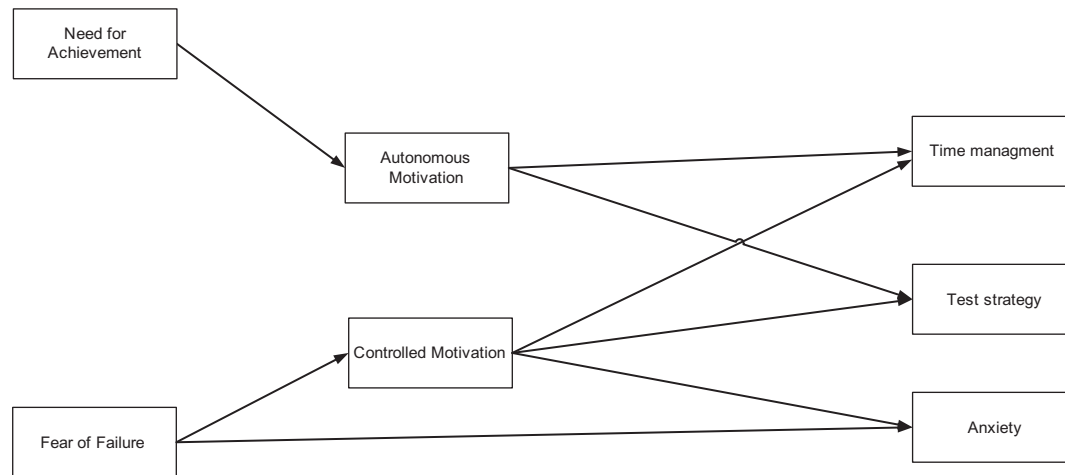 Need for
Achievement
Autonomous
Motivation
Time managment
Test strategy
Controlled Motivation
Fear of Failure
Anxiety